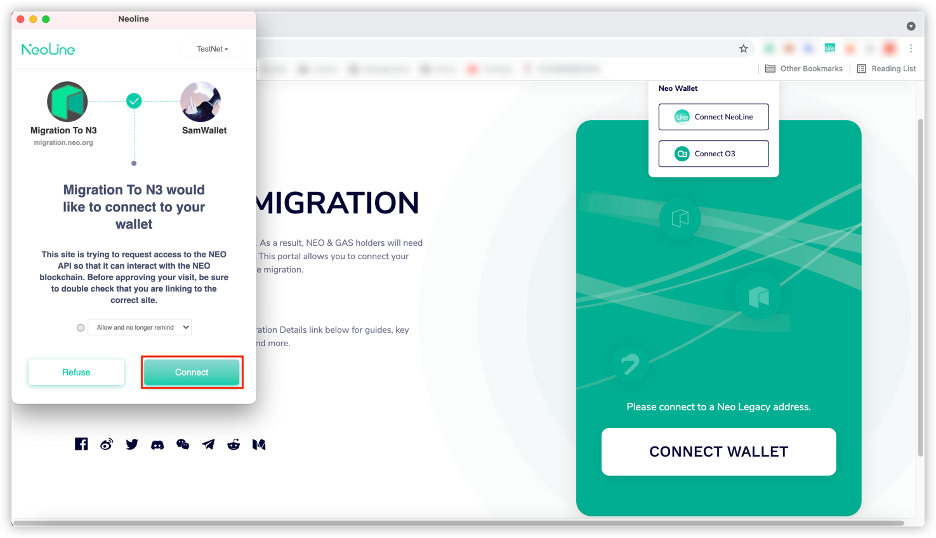 Neoline
NeoLine
TestNet
Migration To N3
migration.neo.org
SamWallet
Migration To N3 would
like to connect to your
wallet
This site is trying to request access to the NEO
API so that it can interact with the NEO
blockchain. Before approving your visit, be sure
to double check that you are linking to the
correct site.
Allow and no longer remind
Refuse
Connect
Other Bookmarks
Reading List
Neo Wallet
Connect NeoLine
Connect O3
MIGRATION
. As a result, NEO & GAS holders will need
This portal allows you to connect your
e migration.
ration Details link below for guides, key
nd more.
Please connect to a Neo Legacy address.
CONNECT WALLET